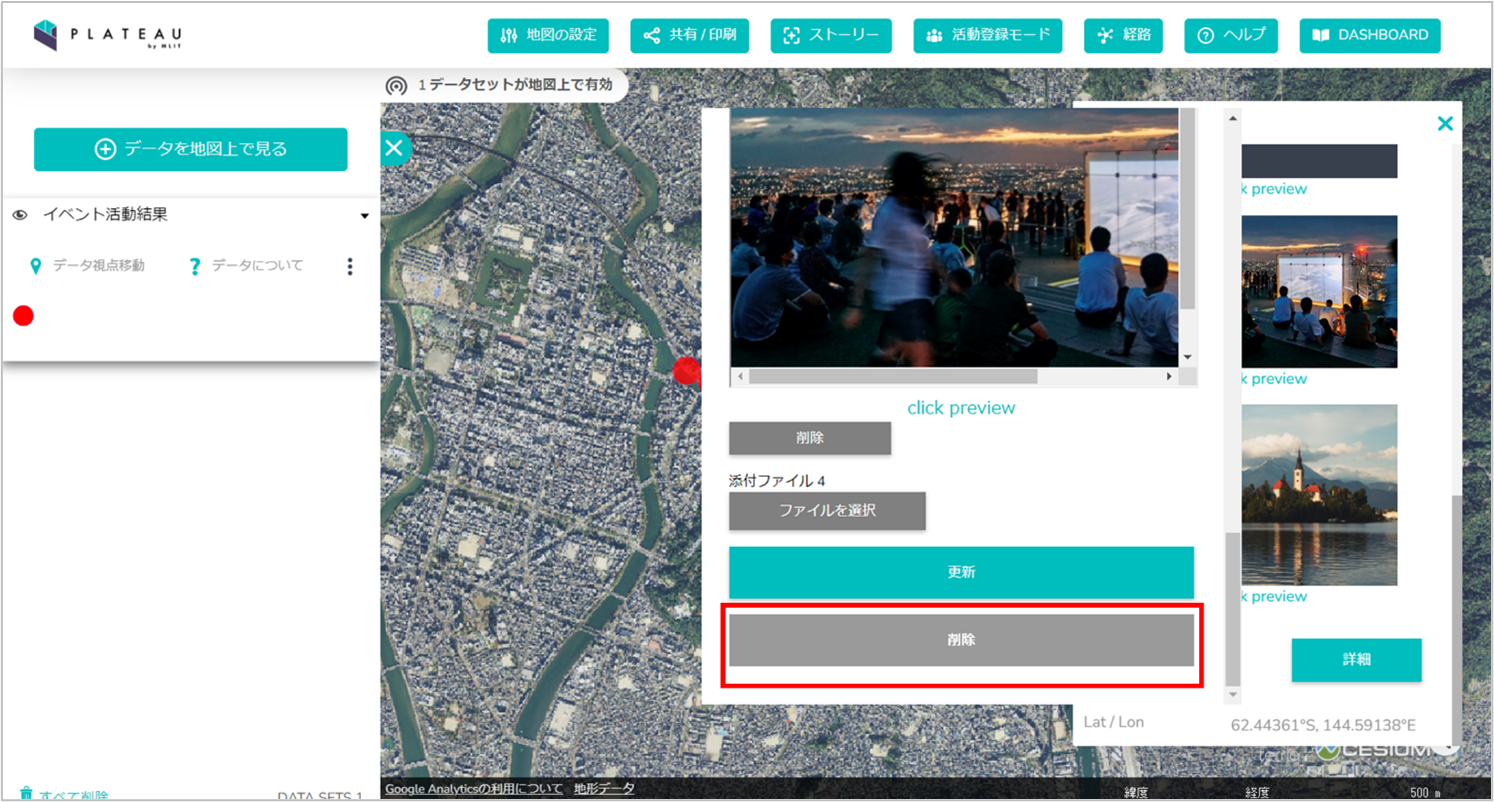 PLATEAU
by MLIT
地図の設定
共有 / 印刷
ストーリー
活動登録モード
経路
ヘルプ
DASHBOARD
1 データセットが地図上で有効
データを地図上で見る
イベント活動結果
データ視点移動
データについて
click preview
削除
添付ファイル 4
ファイルを選択
更新
削除
k preview
k preview
k preview
詳細
Lat / Lon
62.44361°S, 144.59138°E
CESIUM
すべて削除
DATA SETS 1
Google Analyticsの利用について
地形データ
緯度
経度
500 m